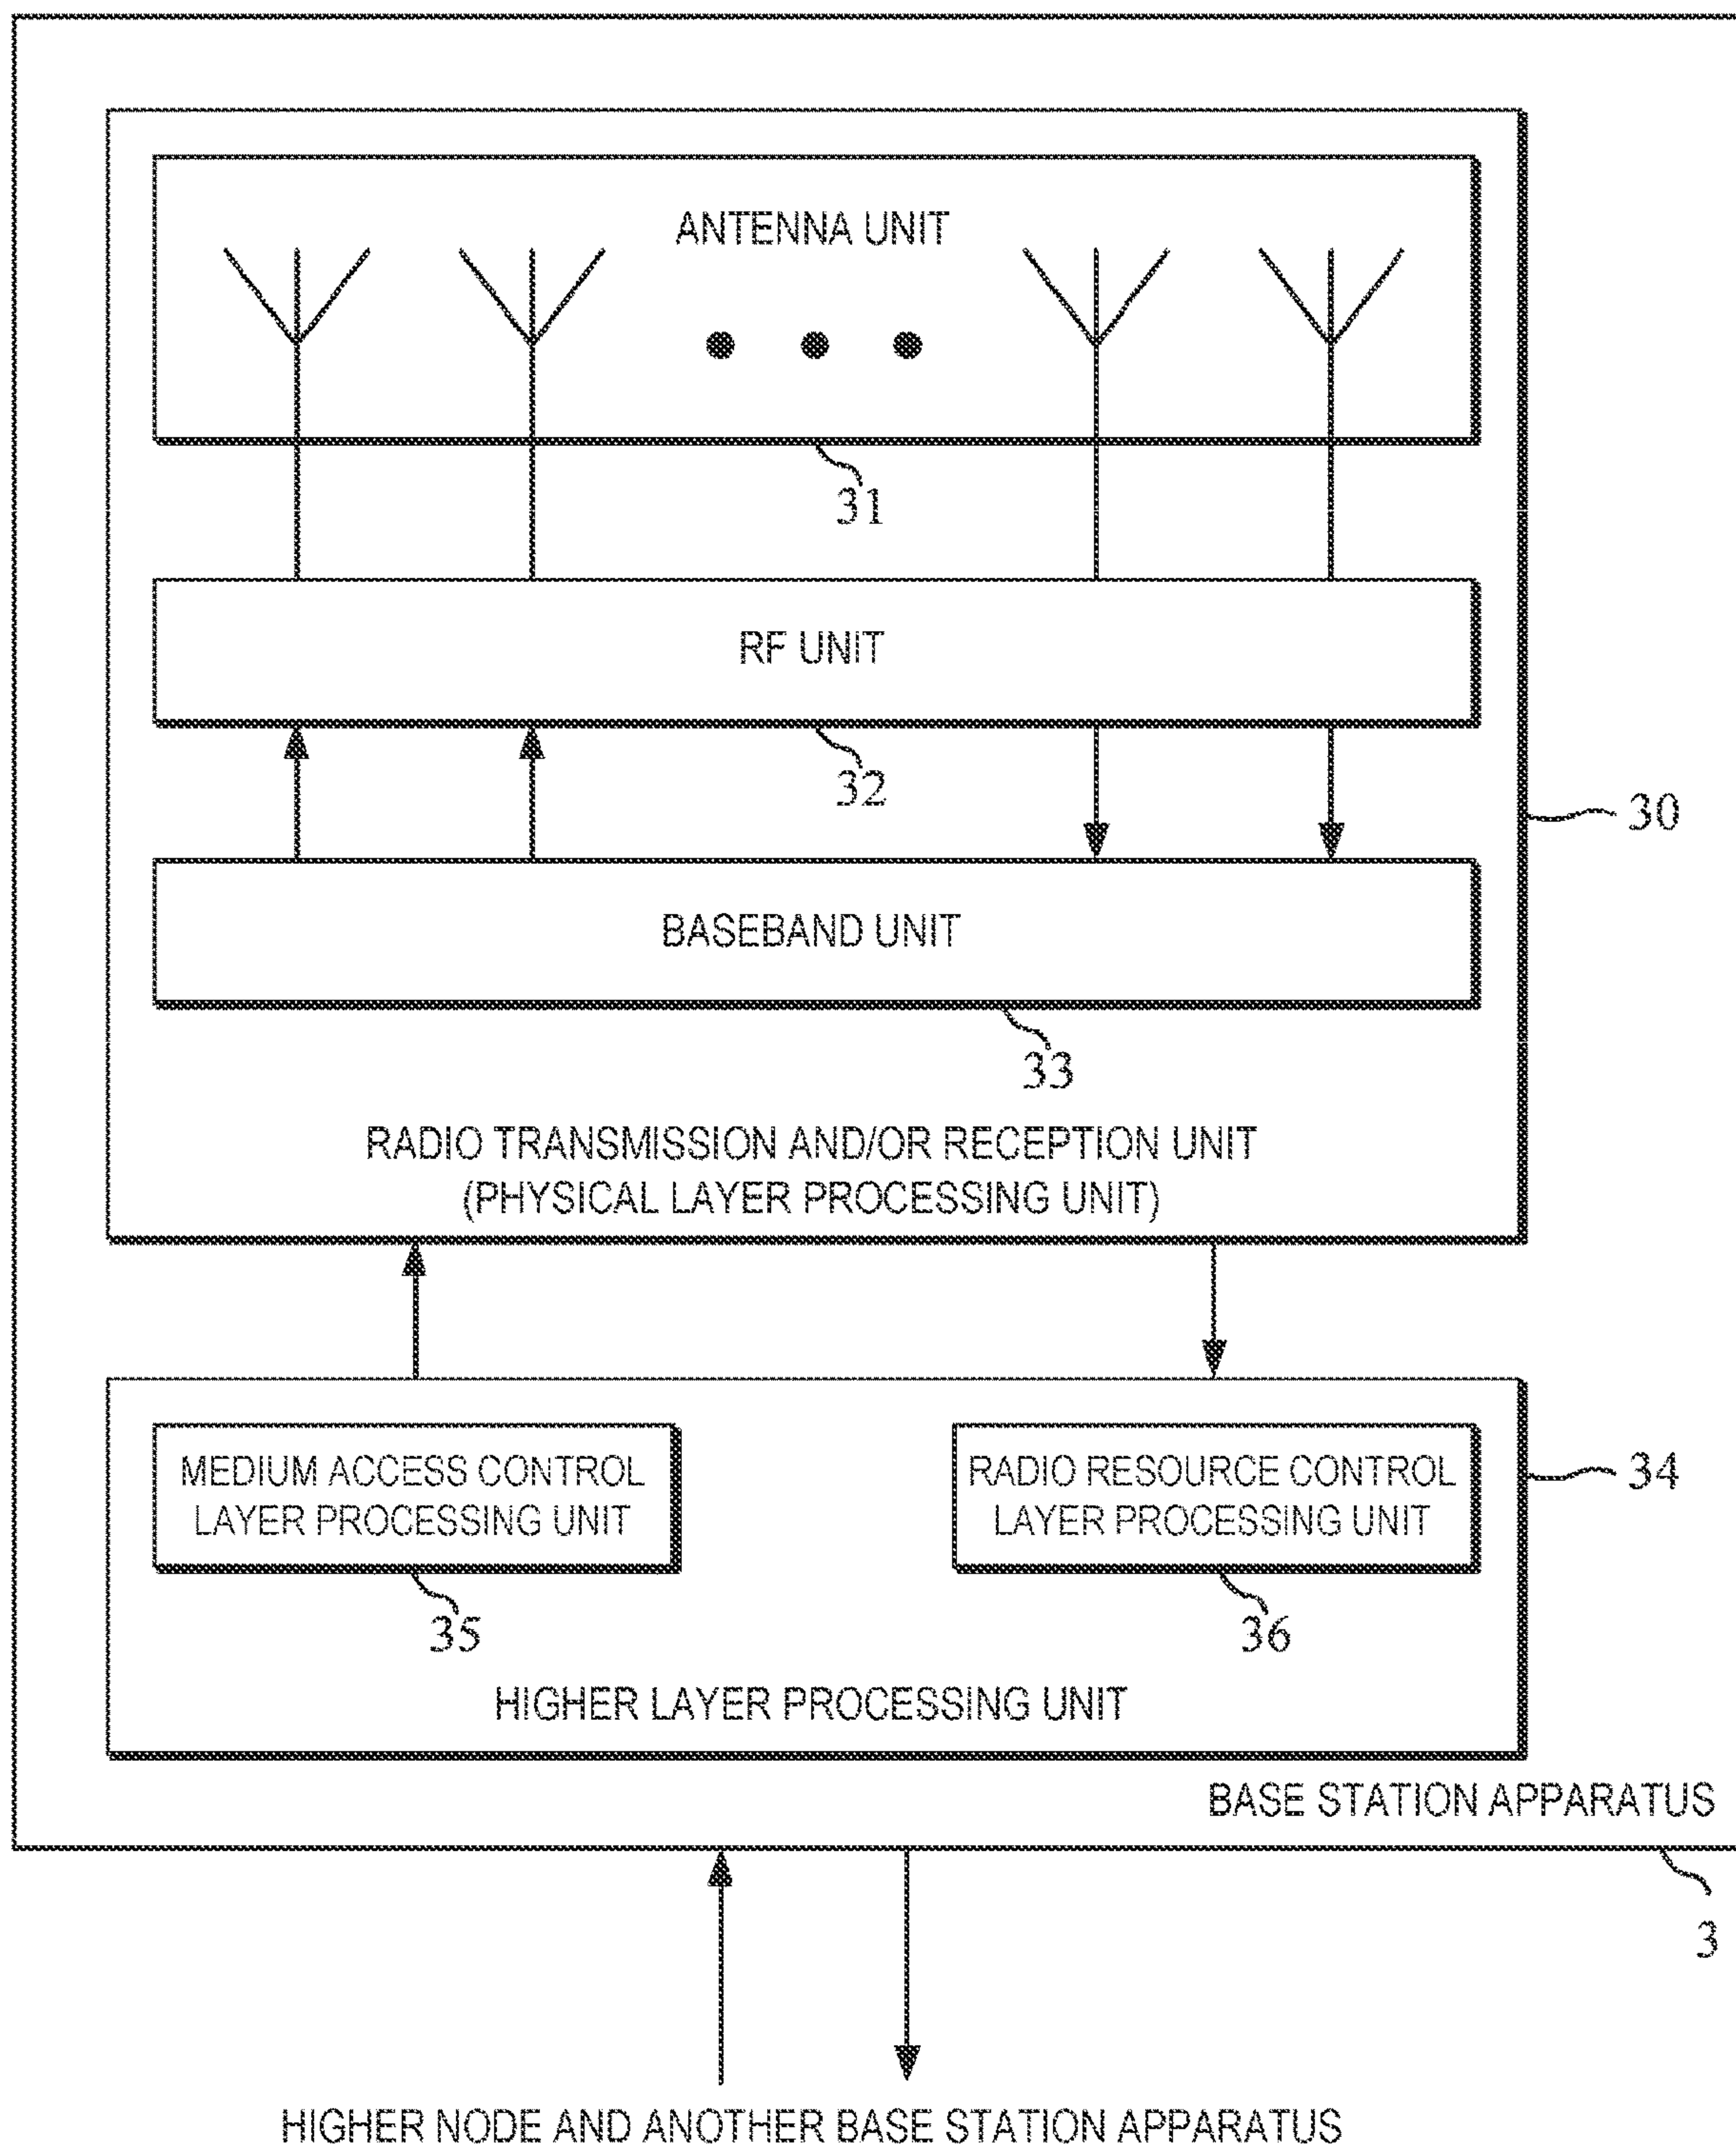 ANTENNA UNIT
31
RF UNIT
32
30
BASEBAND UNIT
33
RADIO TRANSMISSION AND/OR RECEPTION UNIT
(PHYSICAL LAYER PROCESSING UNIT)
MEDIUM ACCESS CONTROL
LAYER PROCESSING UNIT
RADIO RESOURCE CONTROL
LAYER PROCESSING UNIT
34
35
36
HIGHER LAYER PROCESSING UNIT
BASE STATION APPARATUS
3
HIGHER NODE AND ANOTHER BASE STATION APPARATUS